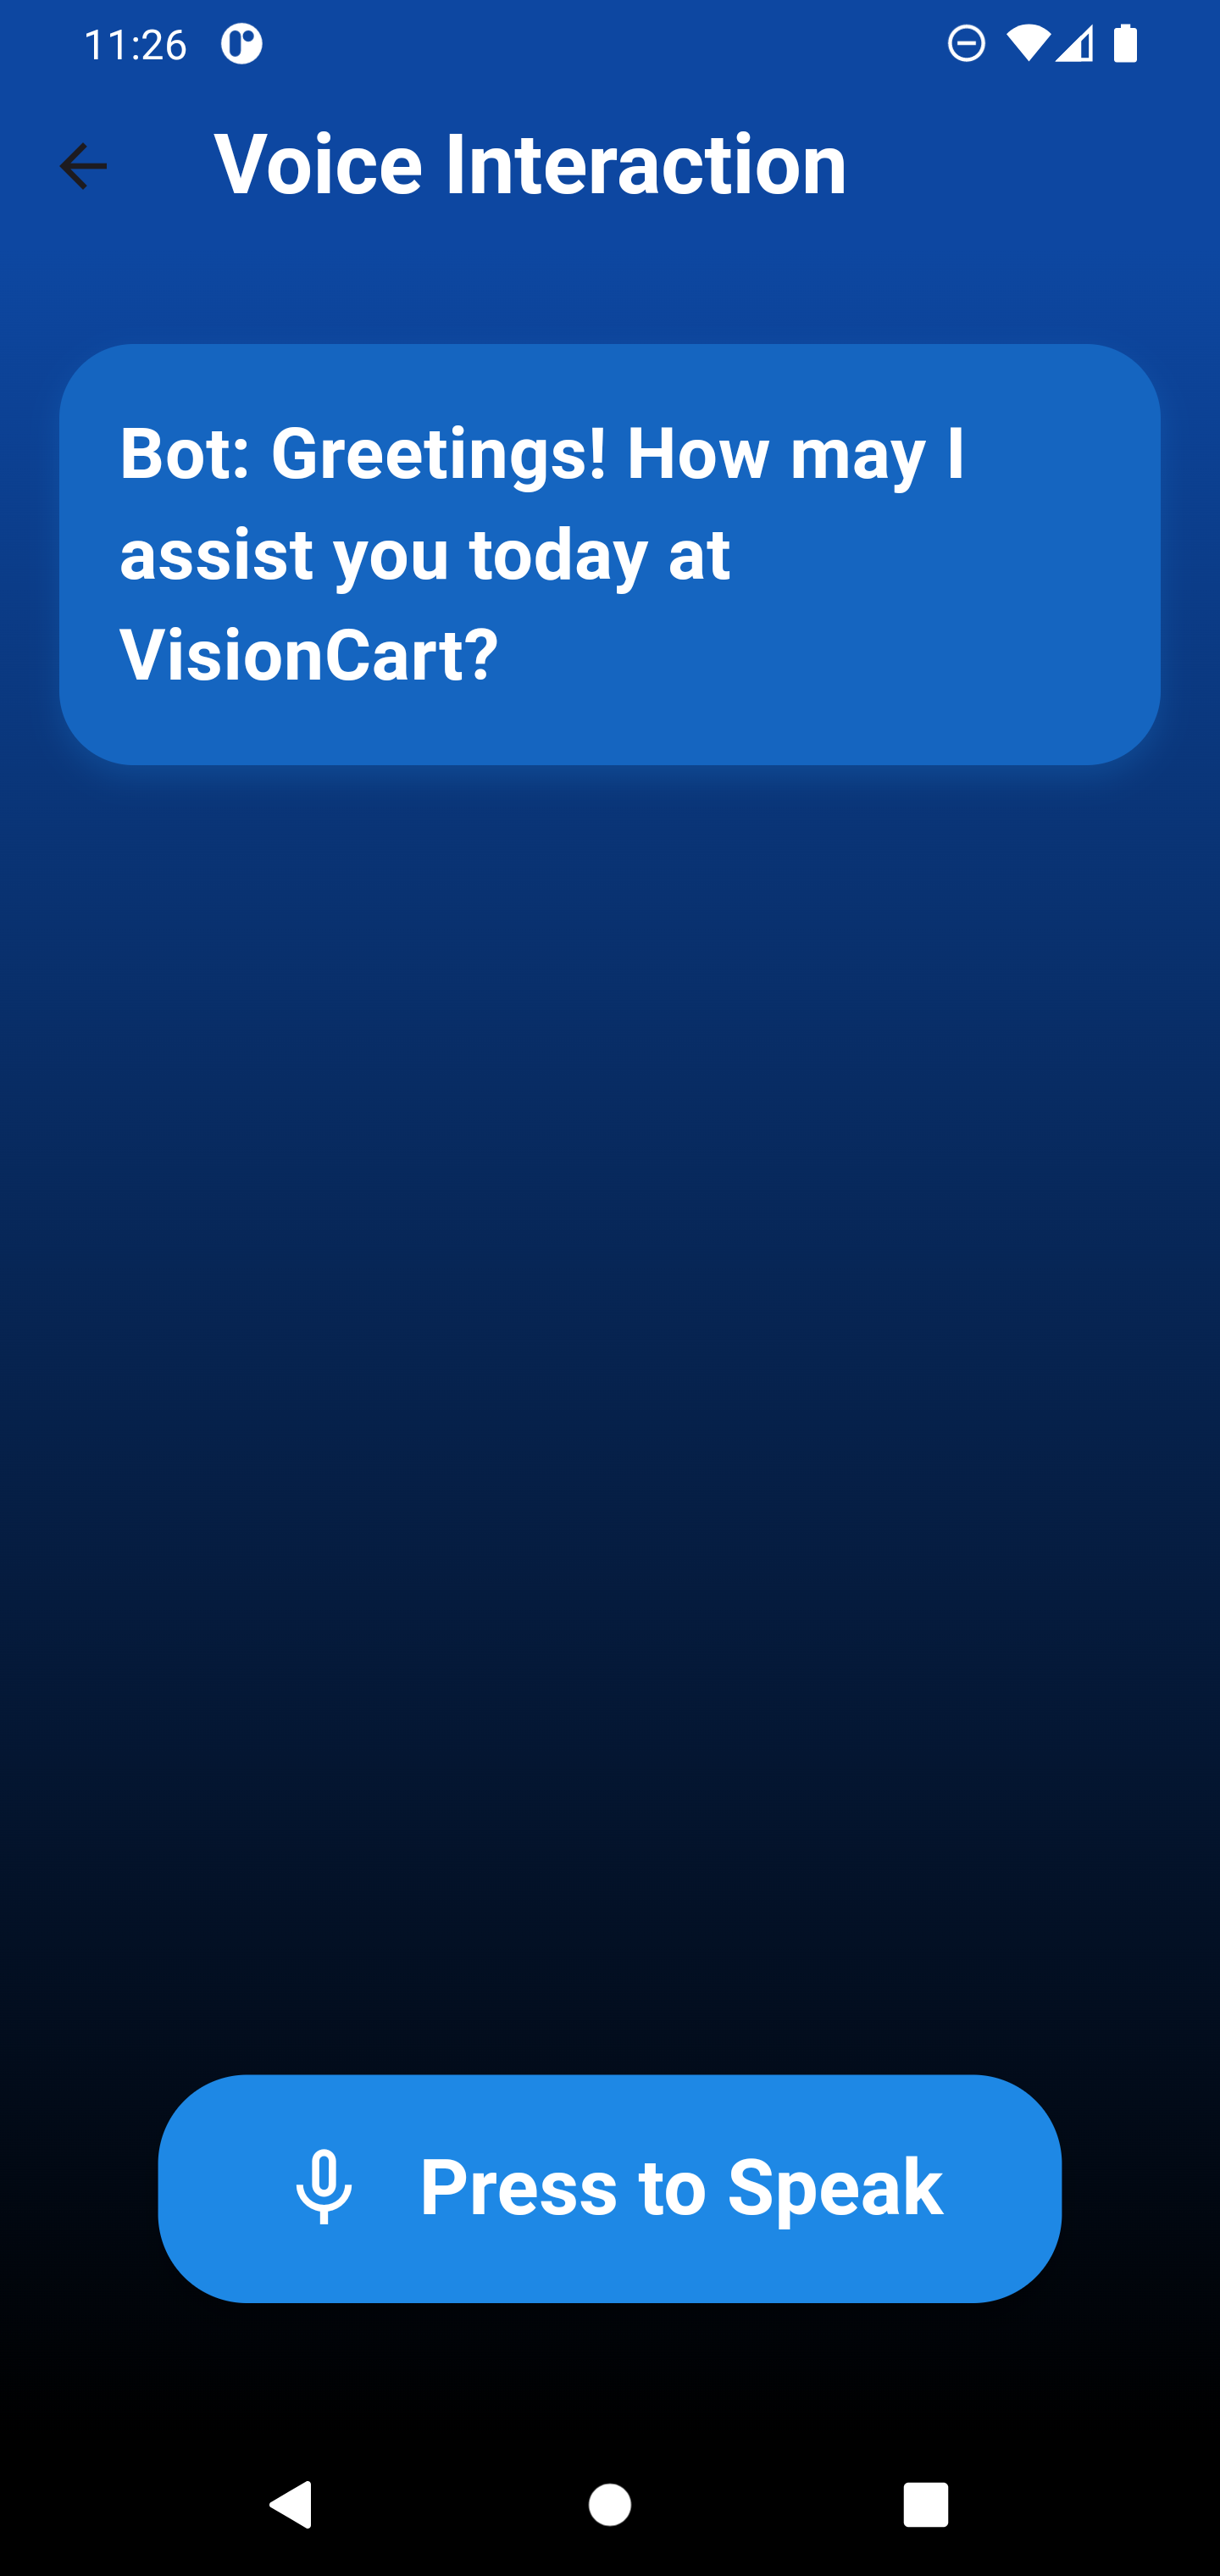 11:26
Voice Interaction
Bot: Greetings! How may I
assist you today at
VisionCart?
Press to Speak